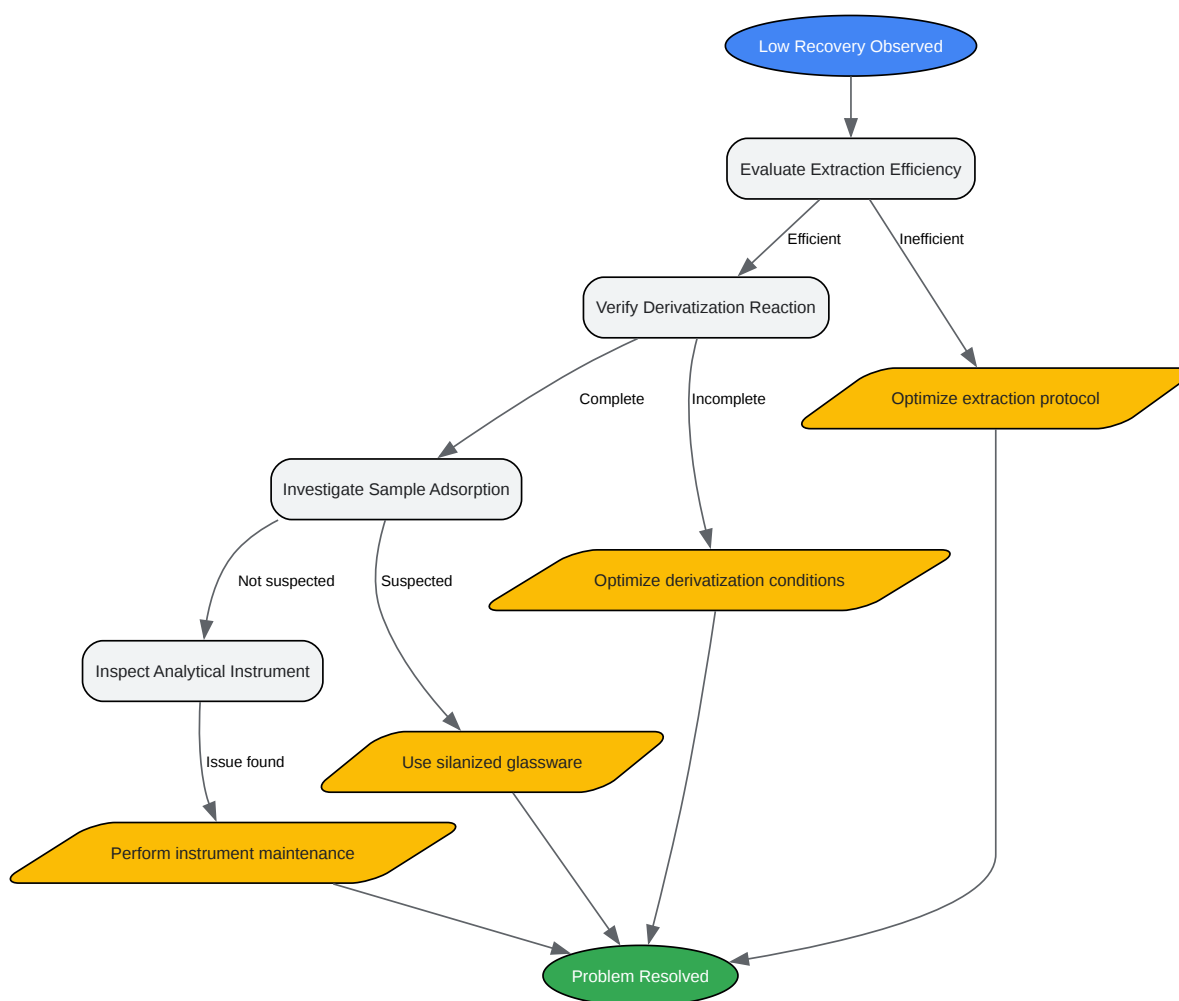 Low Recovery Observed
Evaluate Extraction Efficiency
Efficient
Inefficient
Verify Derivatization Reaction
Complete
Incomplete
Optimize extraction protocol
Investigate Sample Adsorption
Not suspected
Suspected
Optimize derivatization conditions
Inspect Analytical Instrument
Issue found
Use silanized glassware
Perform instrument maintenance
Problem Resolved